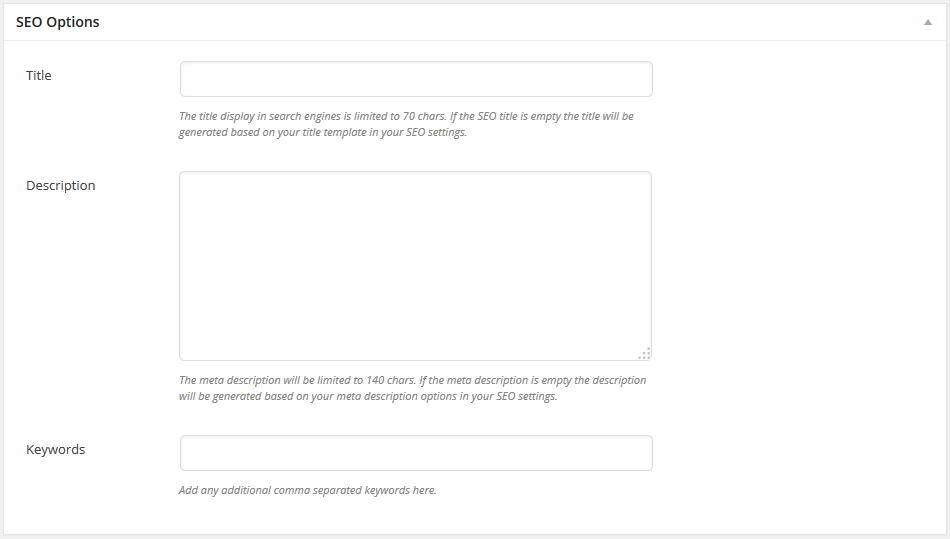 SEO Options
Title
The title display in search engines is limited to 70 chars. If the SEO title is empty the title will be
generated based on your title template in your SEO settings.
Description
The meta description will be limited to 140 chars. If the meta description is empty the description
will be generated based on your meta description options in your SEO settings.
Keywords
Add any additional comma separated keywords here.